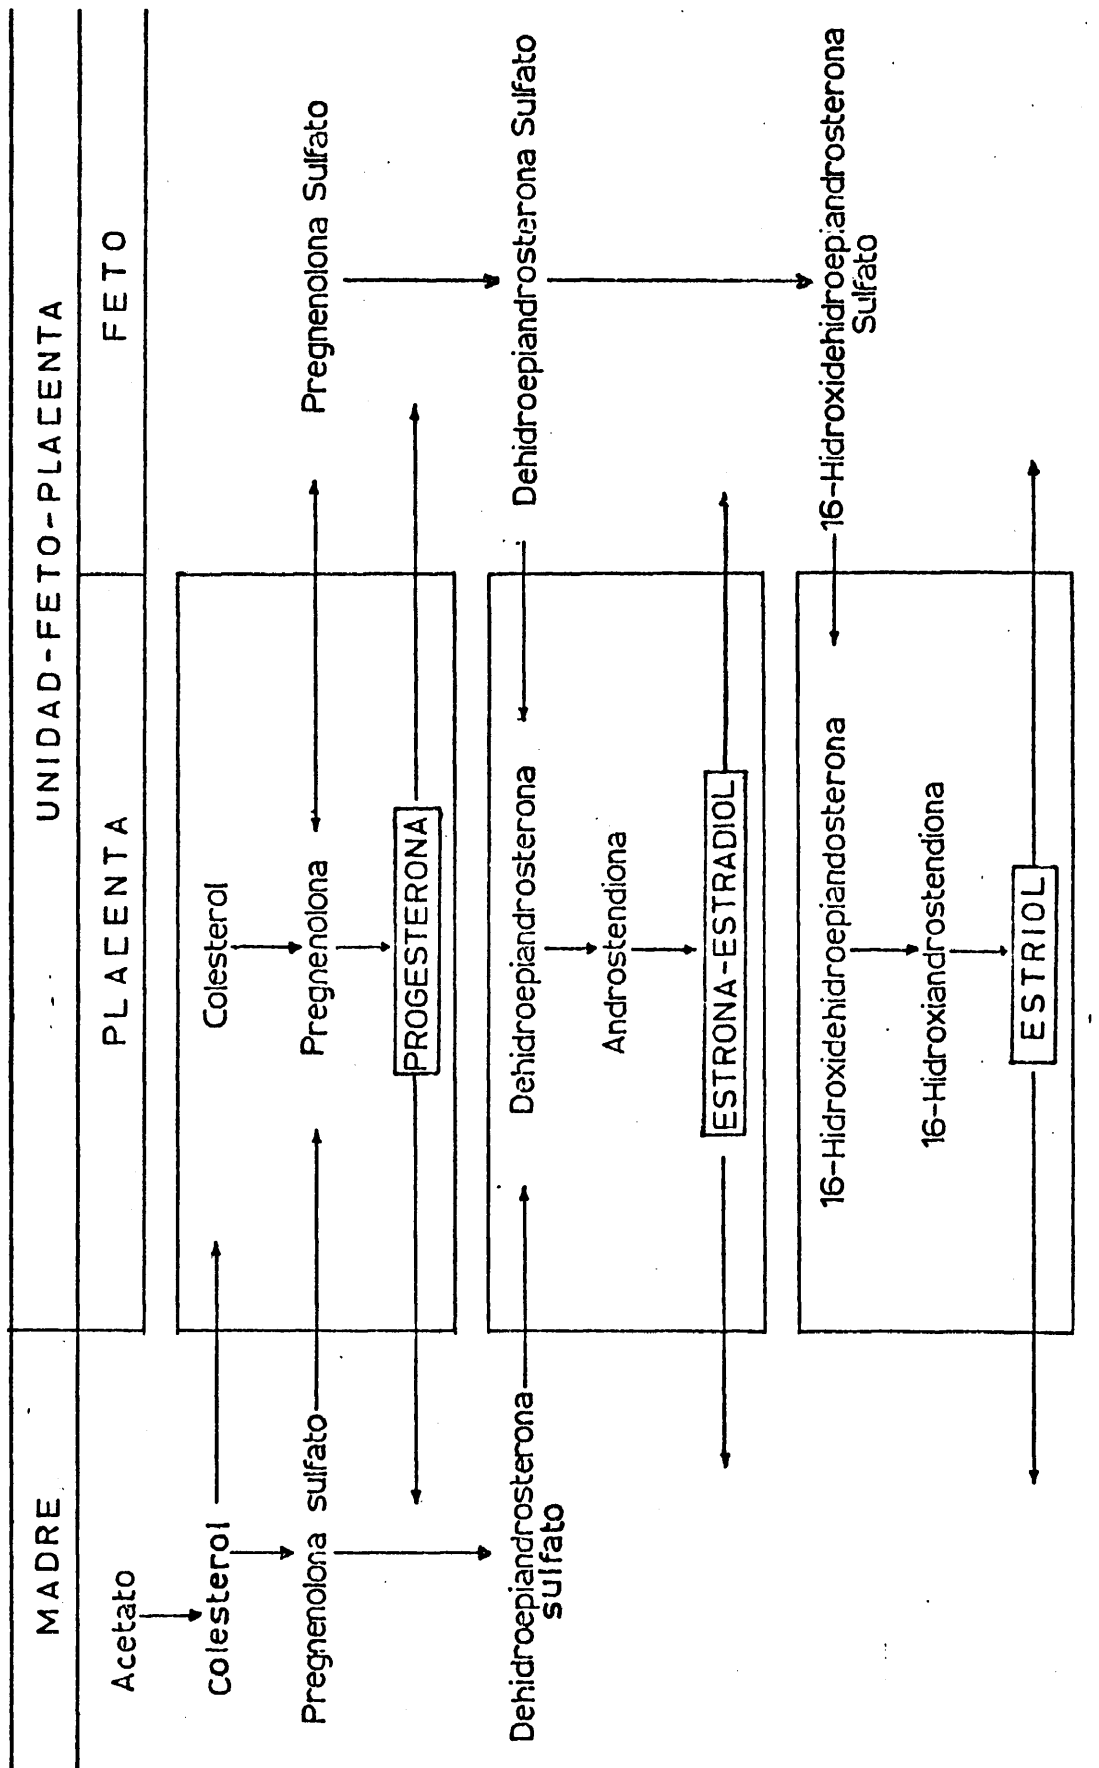 UNIDAD-FETO-PLACENTA
MADRE
PLACENTA
FETO
Acetato
Colesterol
Pregnenolona sulfato
Dehidroepiandrosterona
sulfato
Colesterol
Pregnenolona
PROGESTERONA
Dehidroepiandrosterona
Androstendiona
ESTRONA-ESTRADIOL
16-Hidroxidehidroepiandosterona
16-Hidroxiandrostendiona
ESTRIOL
Pregnenolona Sulfato
Dehidroepiandrosterona Sulfato
16-Hidroxidehidroepiandrosterona
Sulfato